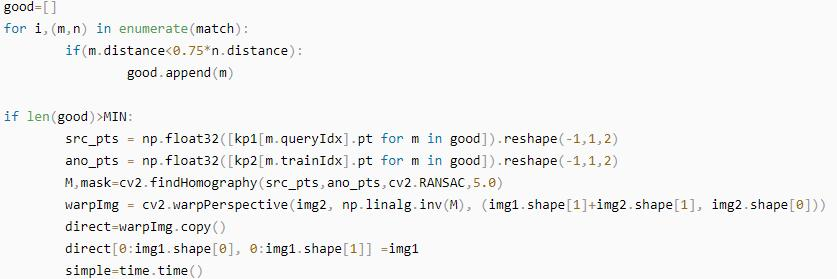 good=[]
for i,(m,n) in enumerate(match):
        if(m.distance<0.75*n.distance):
                good.append(m)

if len(good)>MIN:
        src_pts = np.float32([kp1[m.queryIdx].pt for m in good]).reshape(-1,1,2)
        ano_pts = np.float32([kp2[m.trainIdx].pt for m in good]).reshape(-1,1,2)
        M,mask=cv2.findHomography(src_pts,ano_pts,cv2.RANSAC,5.0)
        warpImg = cv2.warpPerspective(img2, np.linalg.inv(M), (img1.shape[1]+img2.shape[1], img2.shape[0]))
        direct=warpImg.copy()
        direct[0:img1.shape[0], 0:img1.shape[1]] =img1
        simple=time.time()